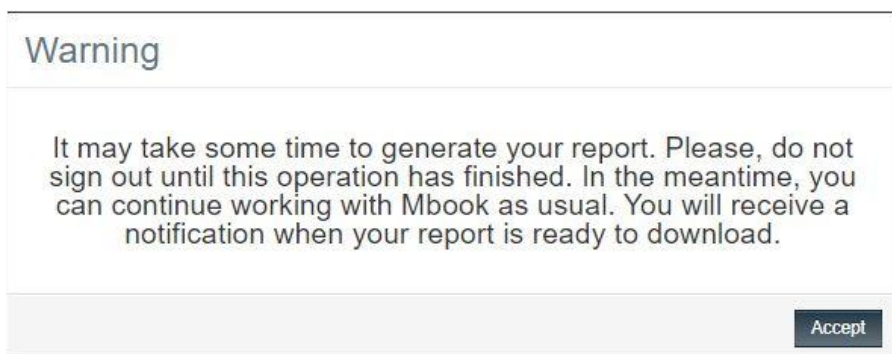 Warning
It may take some time to generate your report. Please, do not
sign out until this operation has finished. In the meantime, you
can continue working with Mbook as usual. You will receive a
notification when your report is ready to download.
Accept